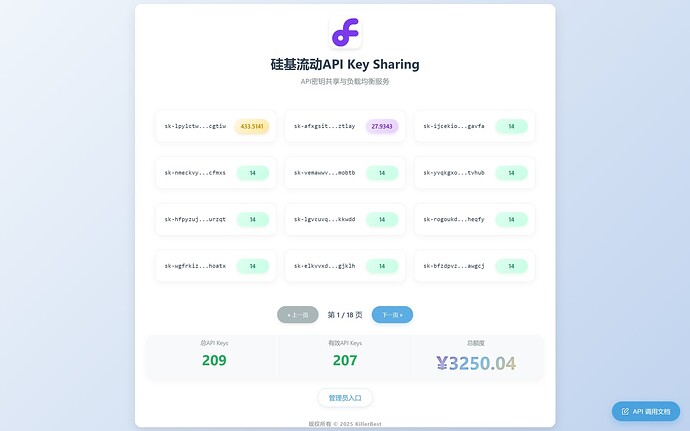 硅基流动API Key Sharing
API密钥共享与负载均衡服务
sk-lpylctw...cgtiw 433.5141 sk-afxgsit...ztlay 27.9343 sk-ijcekio...gavfa 14
sk-nmeckvy...cfmxs 14 sk-vemawwv...mobtb 14 sk-yvqkgxo...tvhub 14
sk-hfpyzuj...urzqt 14 sk-lgvcuvq...kkwdd 14 sk-rogoukd...heqfy 14
sk-wgfrkiz...hoatx 14 sk-elkvvxd...gjklh 14 sk-bfzdpvz...awgcj 14
« 上一页 第 1 / 18 页 下一页 »
总API Keys 有效API Keys 总额度
209 207 ¥3250.04
管理员入口
API 调用文档
版权所有 © 2025 KillerBest